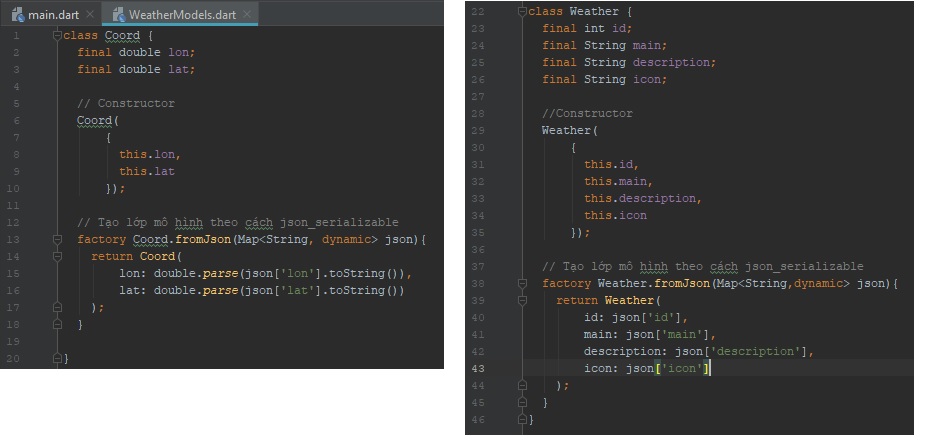 main.dart
WeatherModels.dart
1 class Coord {
2 final double lon;
3 final double lat;
4
5 // Constructor
6 Coord(
7 {
8 this.lon,
9 this.lat
10 });
11
12 // Tạo lớp mô hình theo cách json_serializable
13 factory Coord.fromJson(Map<String, dynamic> json){
14 return Coord(
15 lon: double.parse(json['lon'].toString()),
16 lat: double.parse(json['lat'].toString())
17 );
18 }
19
20 }
22 class Weather {
23 final int id;
24 final String main;
25 final String description;
26 final String icon;
27
28 //Constructor
29 Weather(
30 {
31 this.id,
32 this.main,
33 this.description,
34 this.icon
35 });
36
37 // Tạo lớp mô hình theo cách json_serializable
38 factory Weather.fromJson(Map<String,dynamic> json){
39 return Weather(
40 id: json['id'],
41 main: json['main'],
42 description: json['description'],
43 icon: json['icon']
44 );
45 }
46 }